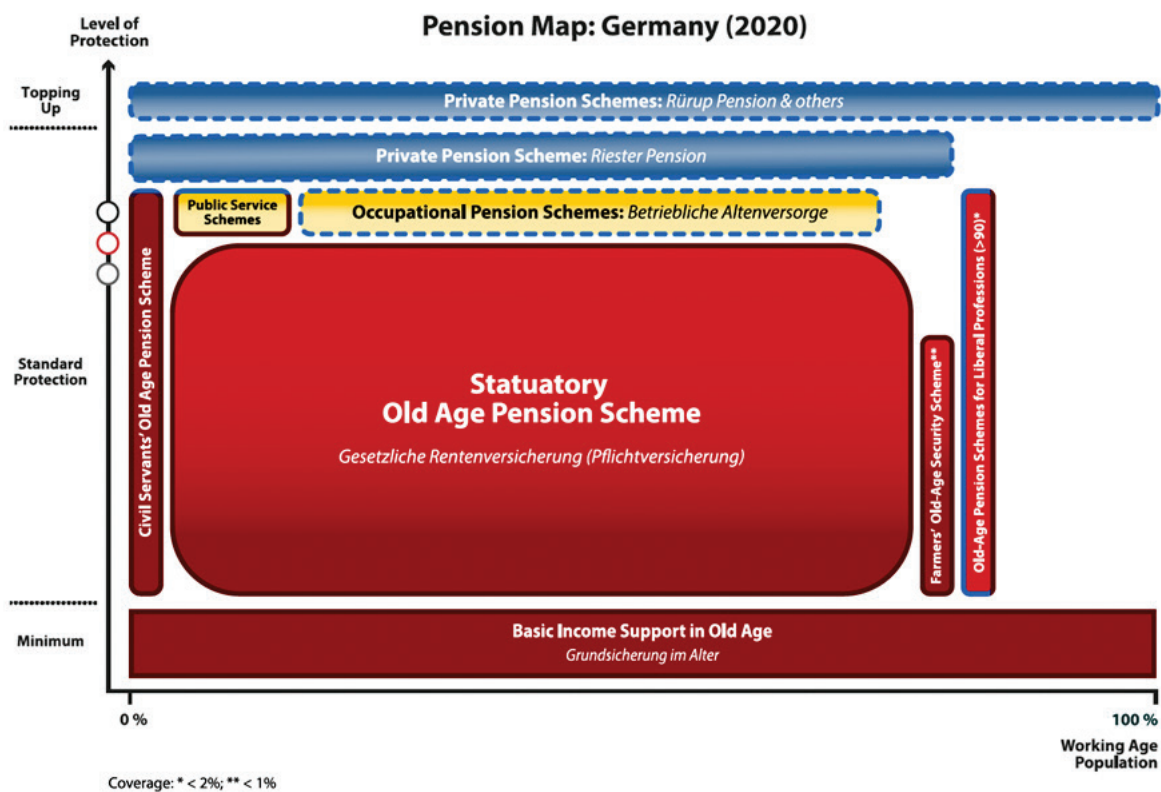 Pension Map: Germany (2020)
Level of
Protection
Topping
Up
Private Pension Schemes: Rürup Pension & others
Private Pension Scheme: Riester Pension
Public Service
Schemes
Occupational Pension Schemes: Betriebliche Altenversorge
Civil Servants' Old Age Pension Scheme
Standard
Protection
Statuatory
Old Age Pension Scheme
Gesetzliche Rentenversicherung (Pflichtversicherung)
Farmers' Old-Age Security Scheme**
Old-Age Pension Schemes for Liberal Professions (>90)*
Minimum
Basic Income Support in Old Age
Grundsicherung im Alter
0 %
100 %
Working Age
Population
Coverage: * < 2%; ** < 1%